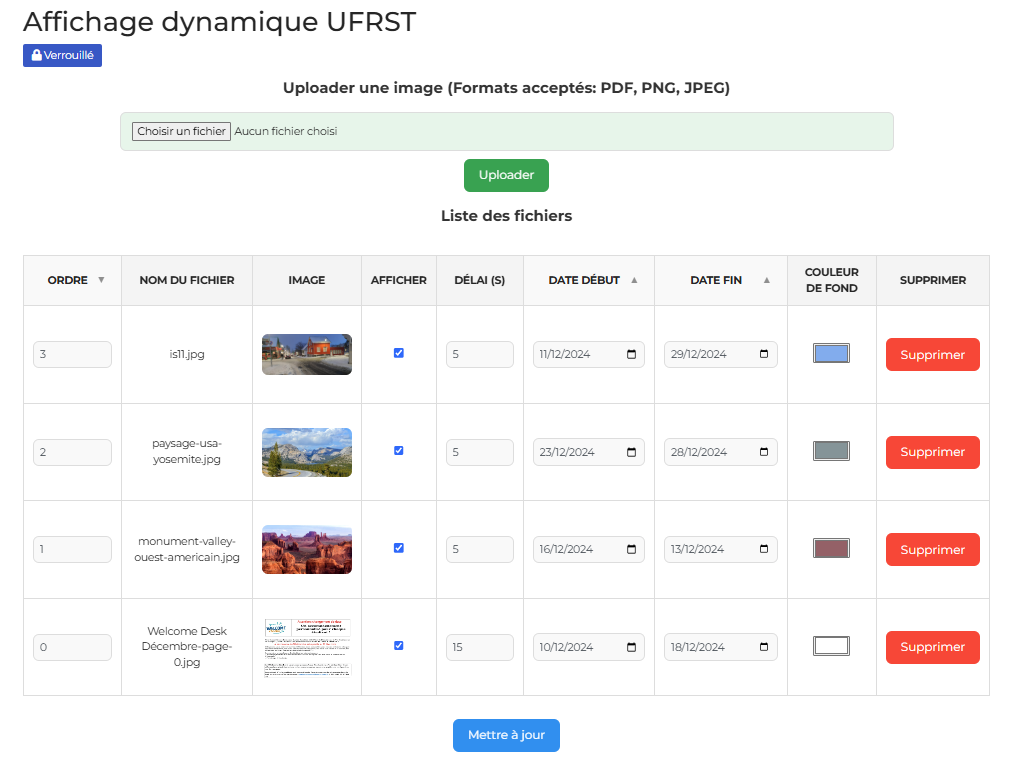 Affichage dynamique UFRST
Verrouillé
Uploader une image (Formats acceptés: PDF, PNG, JPEG)
Choisir un fichier Aucun fichier choisi
Uploader
Liste des fichiers
ORDRE ▼ NOM DU FICHIER IMAGE AFFICHER DÉLAI (S) DATE DÉBUT ▲ DATE FIN ▲ COULEUR DE FOND SUPPRIMER
3 is11.jpg 5 11/12/2024 29/12/2024 Supprimer
2 paysage-usa-yosemite.jpg 5 23/12/2024 28/12/2024 Supprimer
1 monument-valley-ouest-americain.jpg 5 16/12/2024 13/12/2024 Supprimer
0 Welcome Desk Décembre-page-0.jpg 15 10/12/2024 18/12/2024 Supprimer
Mettre à jour